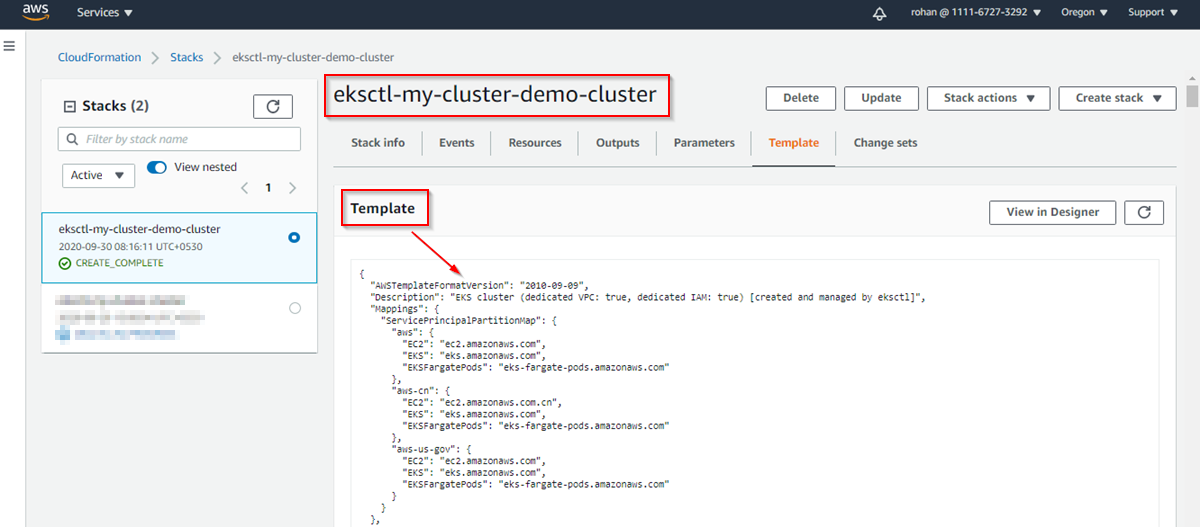 aws
Services
rohan @ 1111-6727-3292
Oregon
Support
CloudFormation
Stacks
eksctl-my-cluster-demo-cluster
Stacks (2)
Filter by stack name
Active
View nested
1
eksctl-my-cluster-demo-cluster
2020-09-30 08:16:11 UTC+0530
CREATE_COMPLETE
eksctl-my-cluster-demo-cluster
Delete
Update
Stack actions
Create stack
Stack info
Events
Resources
Outputs
Parameters
Template
Change sets
Template
View in Designer
{
"AWSTemplateFormatVersion": "2010-09-09",
"Description": "EKS cluster (dedicated VPC: true, dedicated IAM: true) [created and managed by eksctl]",
"Mappings": {
"ServicePrincipalPartitionMap": {
"aws": {
"EC2": "ec2.amazonaws.com",
"EKS": "eks.amazonaws.com",
"EKSFargatePods": "eks-fargate-pods.amazonaws.com"
},
"aws-cn": {
"EC2": "ec2.amazonaws.com.cn",
"EKS": "eks.amazonaws.com",
"EKSFargatePods": "eks-fargate-pods.amazonaws.com"
},
"aws-us-gov": {
"EC2": "ec2.amazonaws.com",
"EKS": "eks.amazonaws.com",
"EKSFargatePods": "eks-fargate-pods.amazonaws.com"
}
}
},